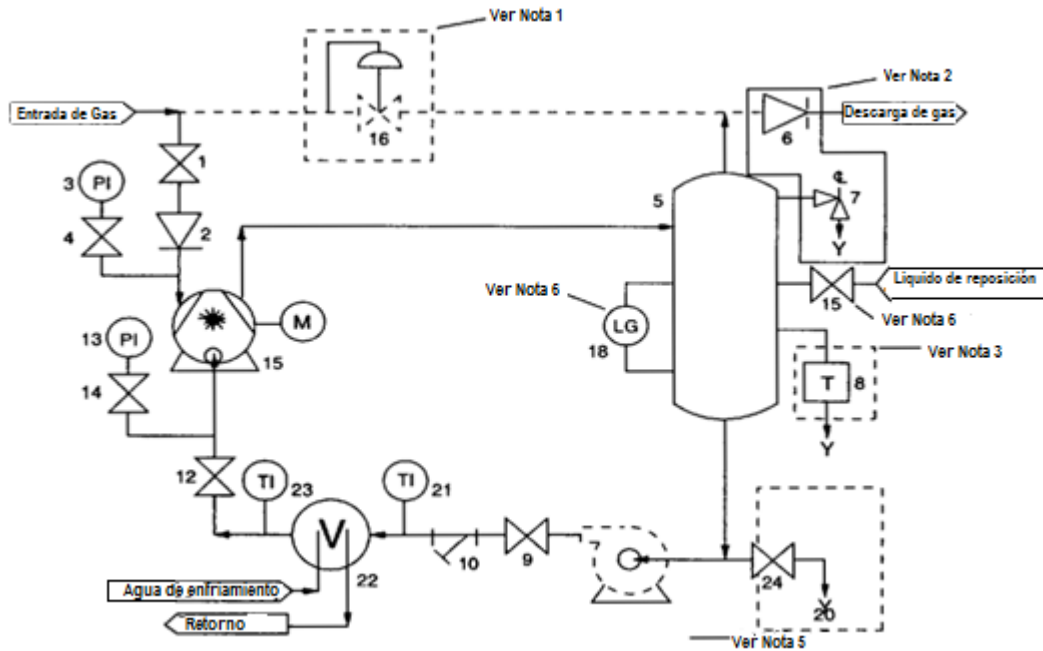 Ver Nota 1
Ver Nota 2
Entrada de Gas
Descarga de gas
16
6
1
3 PI
5
7
4
2
Y
Liquido de reposición
Ver Nota 6
LG
15
M
13 PI
18
Ver Nota 6
15
Ver Nota 3
T 8
14
Y
12
TI 23
TI 21
V
10
9
24
22
Y
20
Agua de enfriamiento
Retorno
Ver Nota 5